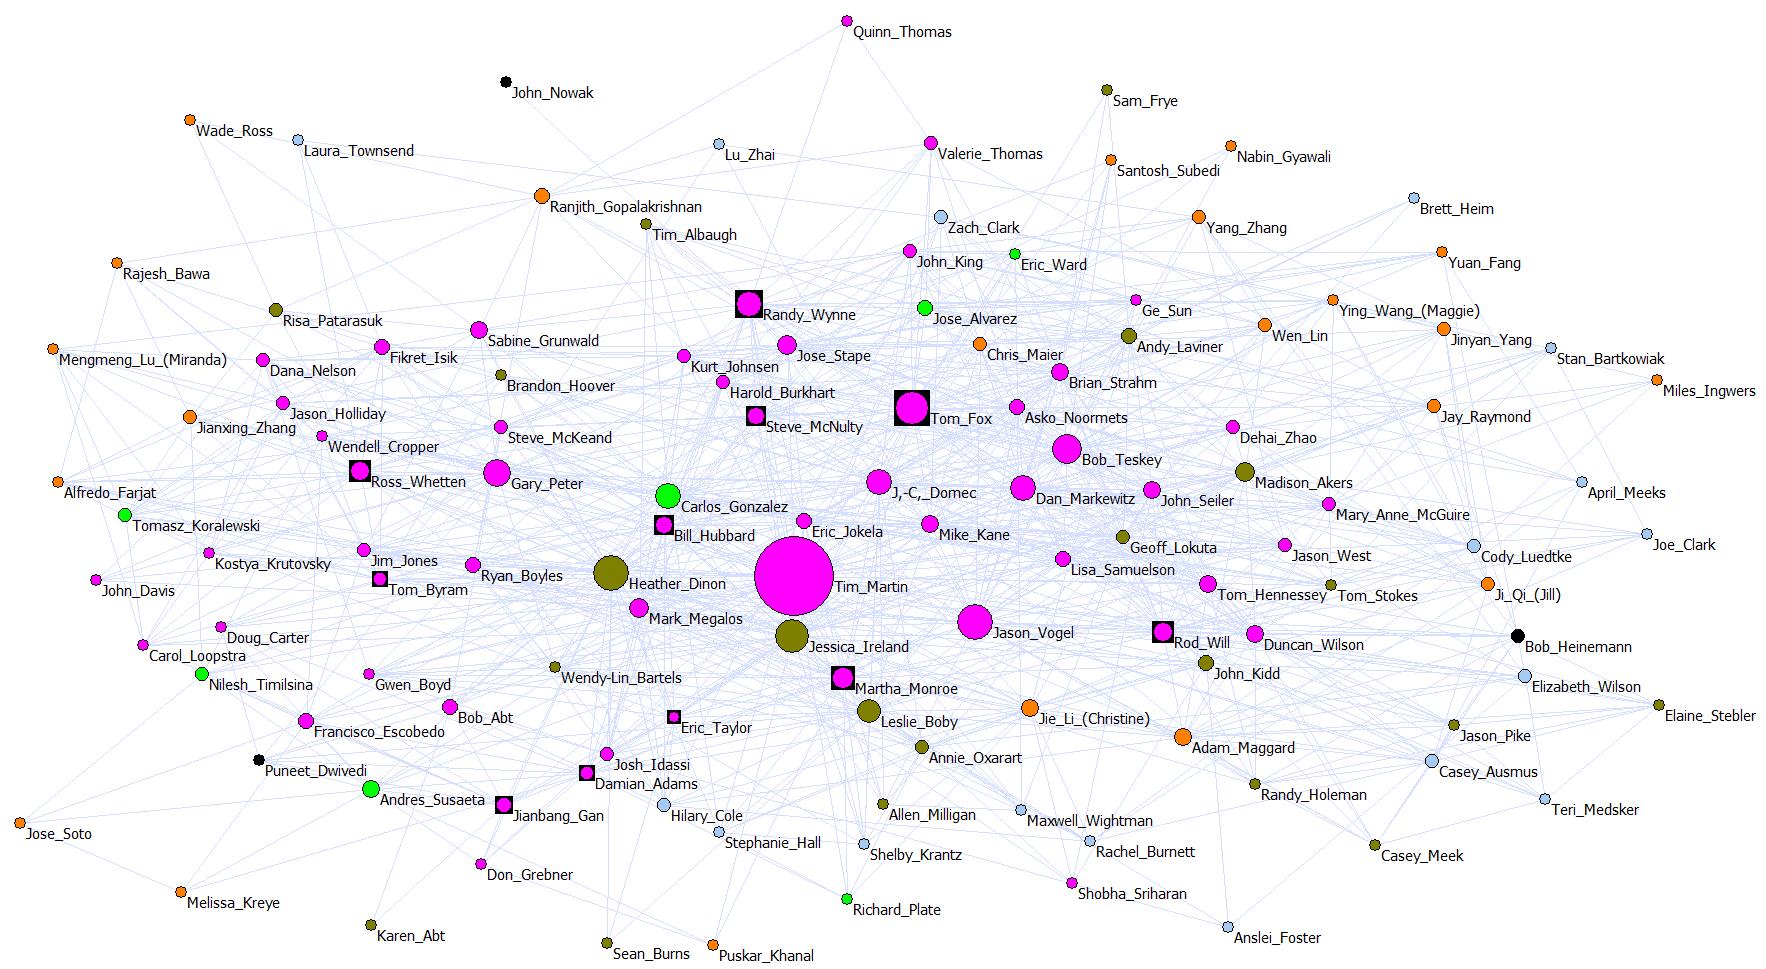 Quinn_Thomas
John_Nowak
Sam_Frye
Wade_Ross
Laura_Townsend
Lu_Zhai
Valerie_Thomas
Nabin_Gyawali
Santosh_Subedi
Ranjith_Gopalakrishnan
Brett_Heim
Tim_Albaugh
Zach_Clark
Yang_Zhang
John_King
Eric_Ward
Yuan_Fang
Rajesh_Bawa
Risa_Patarasuk
Randy_Wynne
Jose_Alvarez
Ge_Sun
Ying_Wang_(Maggie)
Sabine_Grunwald
Wen_Lin
Jinyan_Yang
Mengmeng_Lu_(Miranda)
Fikret_Isik
Jose_Stape
Chris_Maier
Andy_Laviner
Stan_Bartkowiak
Dana_Nelson
Kurt_Johnsen
Brandon_Hoover
Harold_Burkhart
Brian_Strahm
Miles_Ingwers
Jason_Holliday
Jianxing_Zhang
Steve_McNulty
Tom_Fox
Asko_Noormets
Jay_Raymond
Wendell_Cropper
Steve_McKeand
Dehai_Zhao
Bob_Teskey
Ross_Whetten
Gary_Peter
Madison_Akers
Alfredo_Farjat
Carlos_Gonzalez
J,-C,_Domec
Dan_Markewitz
John_Seiler
April_Meeks
Tomasz_Koralewski
Bill_Hubbard
Eric_Jokela
Mike_Kane
Mary_Anne_McGuire
Geoff_Lokuta
Jason_West
Cody_Luedtke
Joe_Clark
Kostya_Krutovsky
Jim_Jones
Ryan_Boyles
Heather_Dinon
Tim_Martin
Lisa_Samuelson
John_Davis
Tom_Byram
Tom_Hennessey
Tom_Stokes
Ji_Qi_(Jill)
Mark_Megalos
Doug_Carter
Carol_Loopstra
Jessica_Ireland
Jason_Vogel
Rod_Will
Duncan_Wilson
Bob_Heinemann
Nilesh_Timilsina
Gwen_Boyd
Wendy-Lin_Bartels
Martha_Monroe
John_Kidd
Elizabeth_Wilson
Francisco_Escobedo
Bob_Abt
Eric_Taylor
Leslie_Boby
Jie_Li_(Christine)
Elaine_Stebler
Jason_Pike
Adam_Maggard
Puneet_Dwivedi
Josh_Idassi
Annie_Oxarart
Damian_Adams
Casey_Ausmus
Andres_Susaeta
Randy_Holeman
Jianbang_Gan
Hilary_Cole
Allen_Milligan
Maxwell_Wightman
Teri_Medsker
Jose_Soto
Stephanie_Hall
Shelby_Krantz
Rachel_Burnett
Casey_Meek
Don_Grebner
Shobha_Sriharan
Melissa_Kreye
Richard_Plate
Karen_Abt
Sean_Burns
Puskar_Khanal
Anslei_Foster